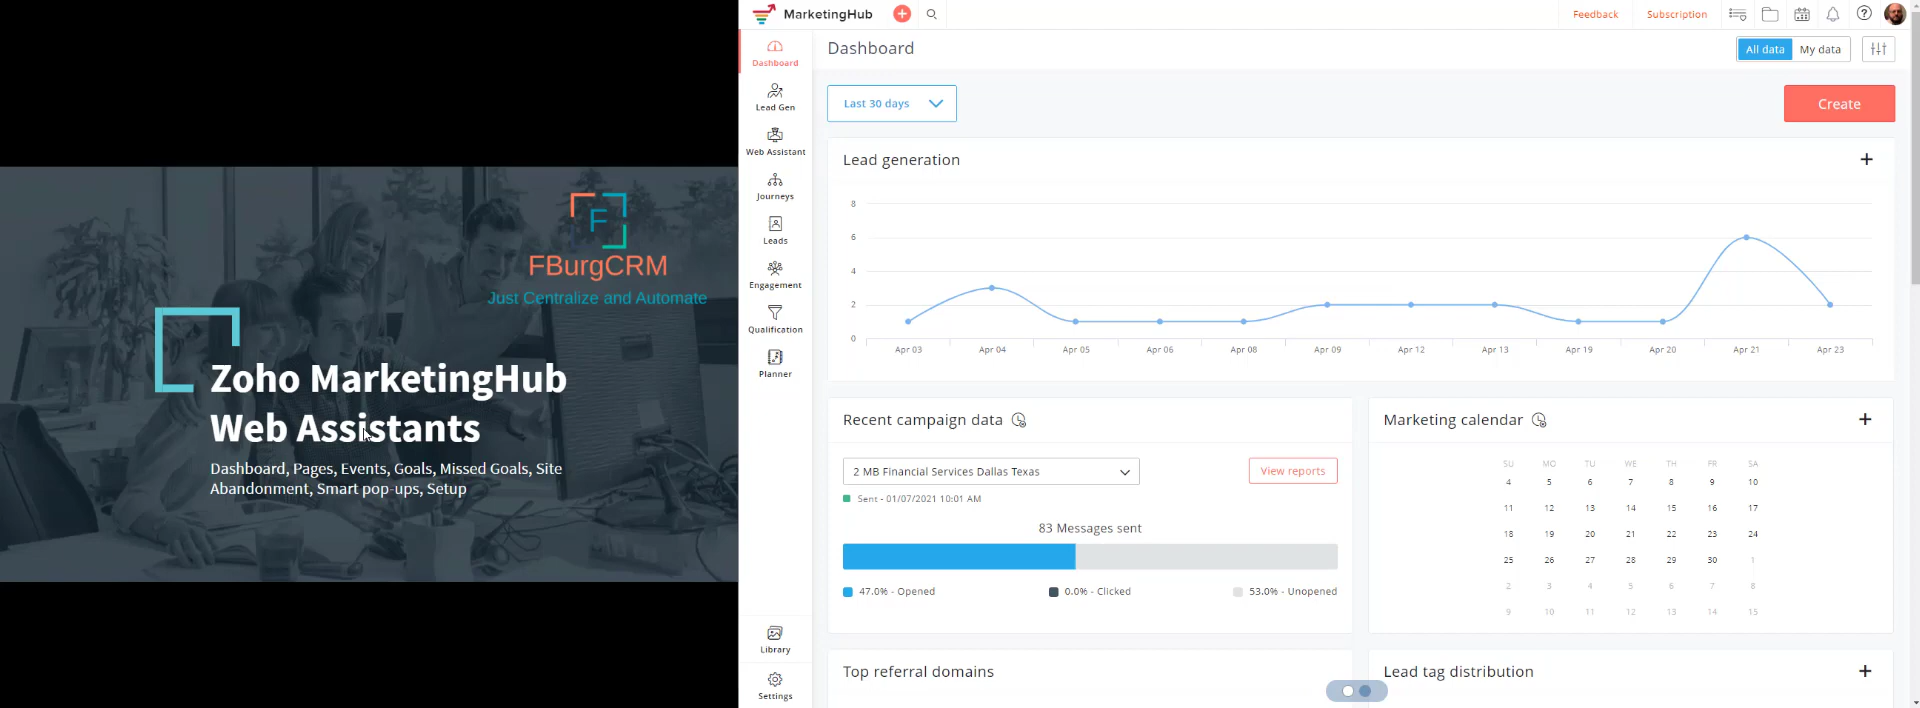 F
FBurgCRM
Just Centralize and Automate
Zoho MarketingHub
Web Assistants
Dashboard, Pages, Events, Goals, Missed Goals, Site
Abandonment, Smart pop-ups, Setup
MarketingHub
Feedback
Subscription
Dashboard
Lead Gen
Web Assistant
Journeys
Leads
Engagement
Qualification
Planner
Library
Settings
Dashboard
All data
My data
Last 30 days
Create
Lead generation
8
6
4
2
0
Apr 03 Apr 04 Apr 05 Apr 06 Apr 08 Apr 09 Apr 12 Apr 13 Apr 19 Apr 20 Apr 21 Apr 23
Recent campaign data
2 MB Financial Services Dallas Texas
View reports
Sent - 01/07/2021 10:01 AM
83 Messages sent
47.0% - Opened
0.0% - Clicked
53.0% - Unopened
Marketing calendar
SU MO TU WE TH FR SA
4 5 6 7 8 9 10
11 12 13 14 15 16 17
18 19 20 21 22 23 24
25 26 27 28 29 30 1
2 3 4 5 6 7 8
9 10 11 12 13 14 15
Top referral domains
Lead tag distribution